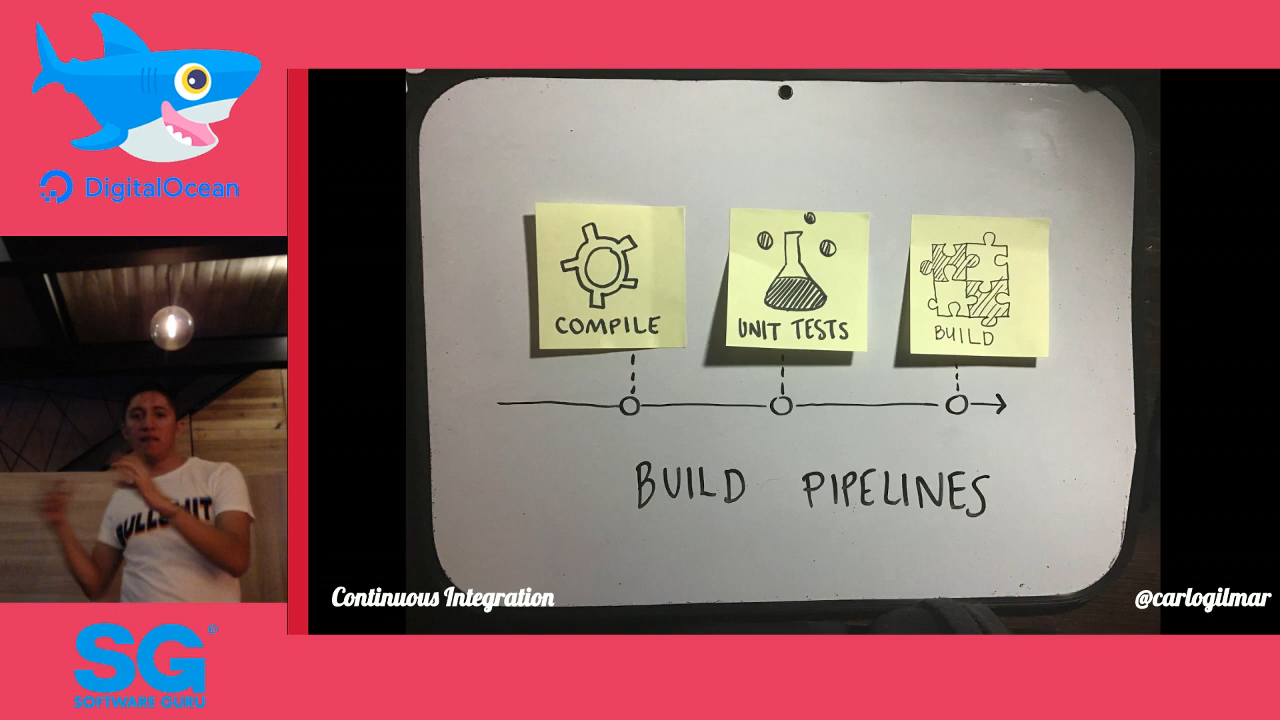 DigitalOcean
COMPILE
UNIT TESTS
BUILD
BUILD PIPELINES
Continuous Integration
@carlogilmar
SG®
SOFTWARE GURU